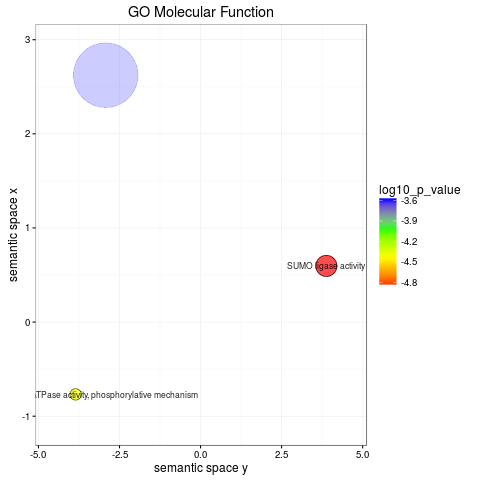 GO Molecular Function
3
2
1
0
-1
semantic space x
SUMO ligase activity
ATPase activity, phosphorylative mechanism
-5.0 -2.5 0.0 2.5 5.0
semantic space y
log10_p_value
-3.6
-3.9
-4.2
-4.5
-4.8